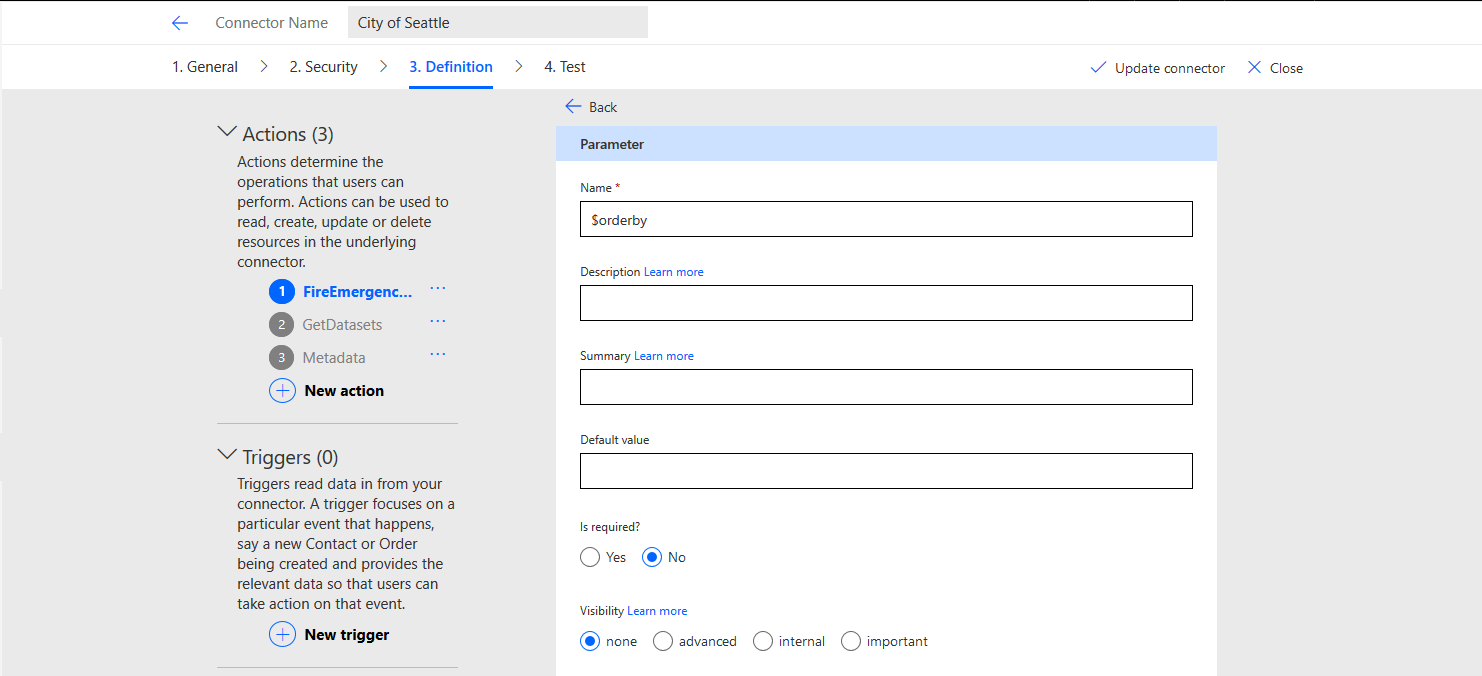 Connector Name City of Seattle
1. General 2. Security 3. Definition 4. Test Update connector Close
Actions (3)
Actions determine the
operations that users can
perform. Actions can be used to
read, create, update or delete
resources in the underlying
connector.
1 FireEmergenc... ...
2 GetDatasets ...
3 Metadata ...
New action
Triggers (0)
Triggers read data in from your
connector. A trigger focuses on a
particular event that happens,
say a new Contact or Order
being created and provides the
relevant data so that users can
take action on that event.
New trigger
Back
Parameter
Name *
$orderby
Description Learn more
Summary Learn more
Default value
Is required?
Yes No
Visibility Learn more
none advanced internal important